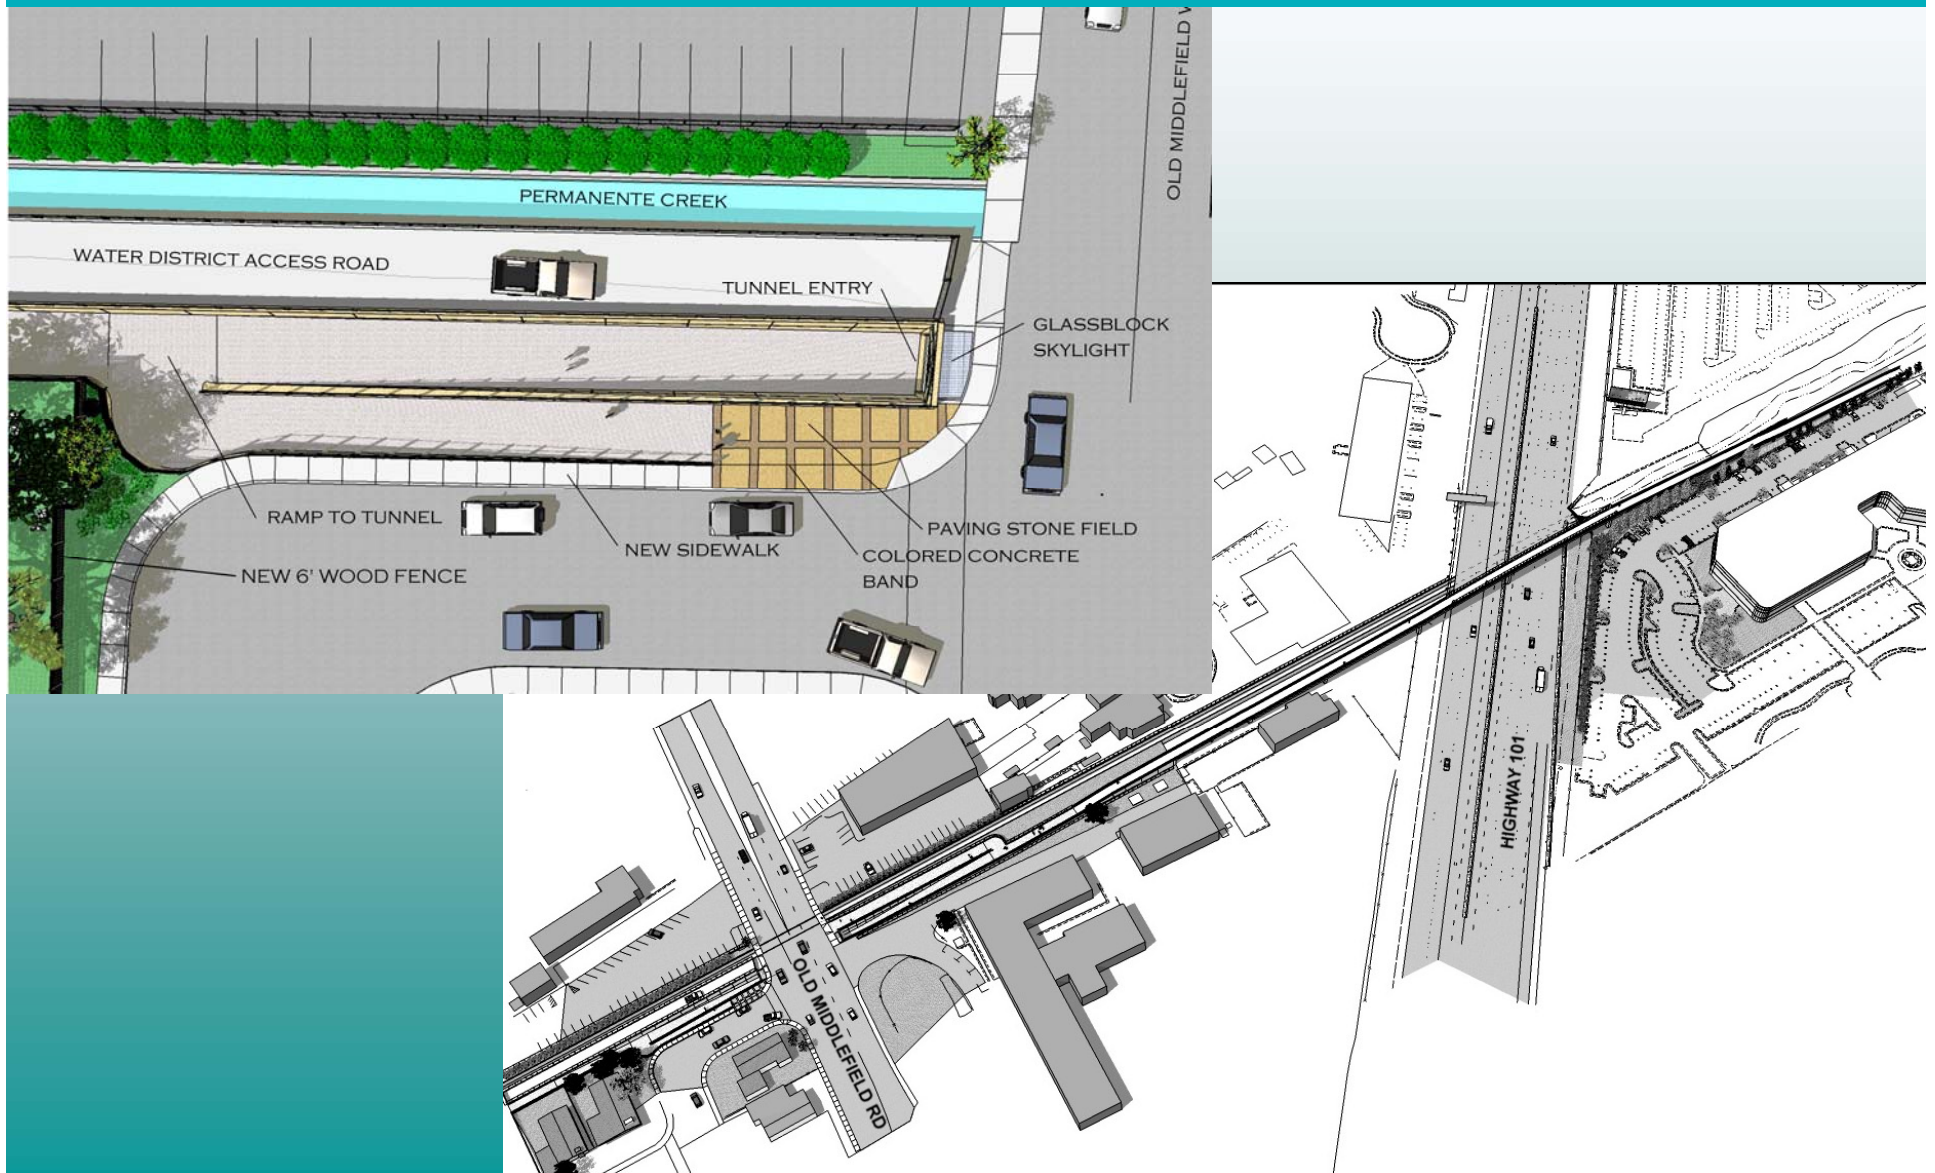 OLD MIDDLEFIELD
PERMANENTE CREEK
WATER DISTRICT ACCESS ROAD
TUNNEL ENTRY
GLASSBLOCK
SKYLIGHT
RAMP TO TUNNEL
NEW SIDEWALK
PAVING STONE FIELD
COLORED CONCRETE
BAND
NEW 6' WOOD FENCE
HIGHWAY 101
OLD MIDDLEFIELD RD